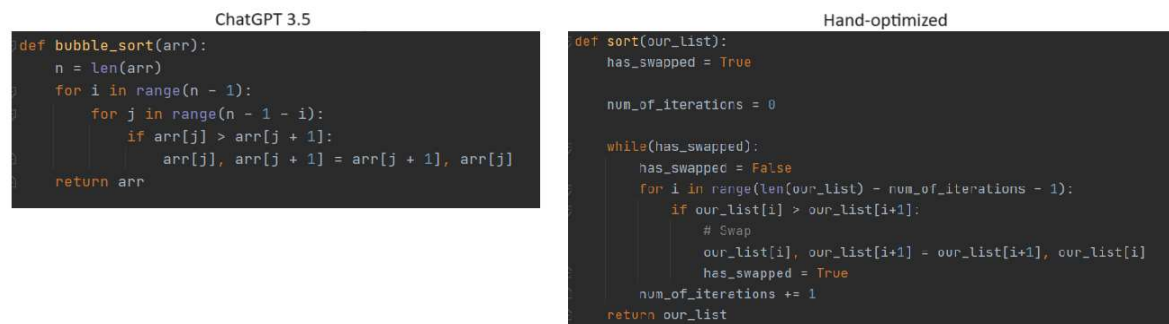 ChatGPT 3.5
def bubble_sort(arr):
    n = len(arr)
    for i in range(n - 1):
        for j in range(n - 1 - i):
            if arr[j] > arr[j + 1]:
                arr[j], arr[j + 1] = arr[j + 1], arr[j]
    return arr
Hand-optimized
def sort(our_list):
    has_swapped = True

    num_of_iterations = 0

    while(has_swapped):
        has_swapped = False
        for i in range(len(our_list) - num_of_iterations - 1):
            if our_list[i] > our_list[i+1]:
                # Swap
                our_list[i], our_list[i+1] = our_list[i+1], our_list[i]
                has_swapped = True
        num_of_iterations += 1
    return our_list